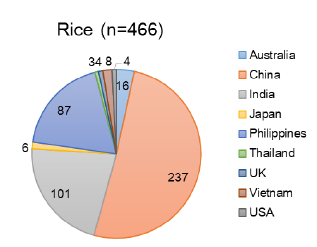 Rice (n=466)
34 8 4
16
87
6
101
237
Australia
China
India
Japan
Philippines
Thailand
UK
Vietnam
USA